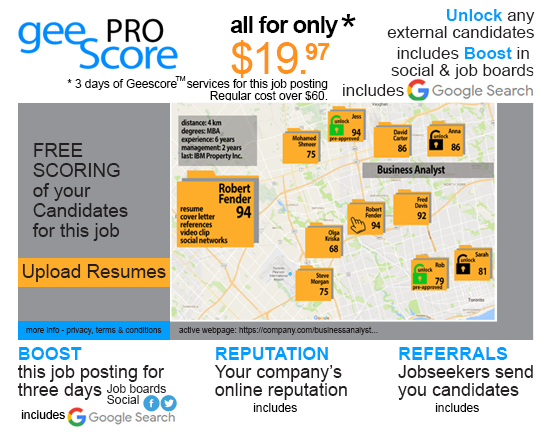 gee
Score
PRO
all for only *
$19.97
* 3 days of Geescore™ services for this job posting
Regular cost over $60.
Unlock any
external candidates
includes Boost in
social & job boards
includes G Google Search
FREE
SCORING
of your
Candidates
for this job
Upload Resumes
more info - privacy, terms & conditions
distance: 4 km
degrees: MBA
experience: 6 years
management: 2 years
last: IBM Property Inc.
Robert
Fender
94
resume
cover letter
references
video clip
social networks
Mohamed
Shmeer
75
Jess
unlock
94
pre-approved
David
Carter
86
Anna
unlock
86
Business Analyst
Robert
Fender
94
Fred
Davis
92
Olga
Kriska
68
Steve
Morgan
75
Rob
unlock
79
pre-approved
Sarah
unlock
81
Toronto
Google
active webpage: https://company.com/businessanalyst...
BOOST
this job posting for
three days Job boards
Social
includes G Google Search
REPUTATION
Your company's
online reputation
includes
REFERRALS
Jobseekers send
you candidates
includes